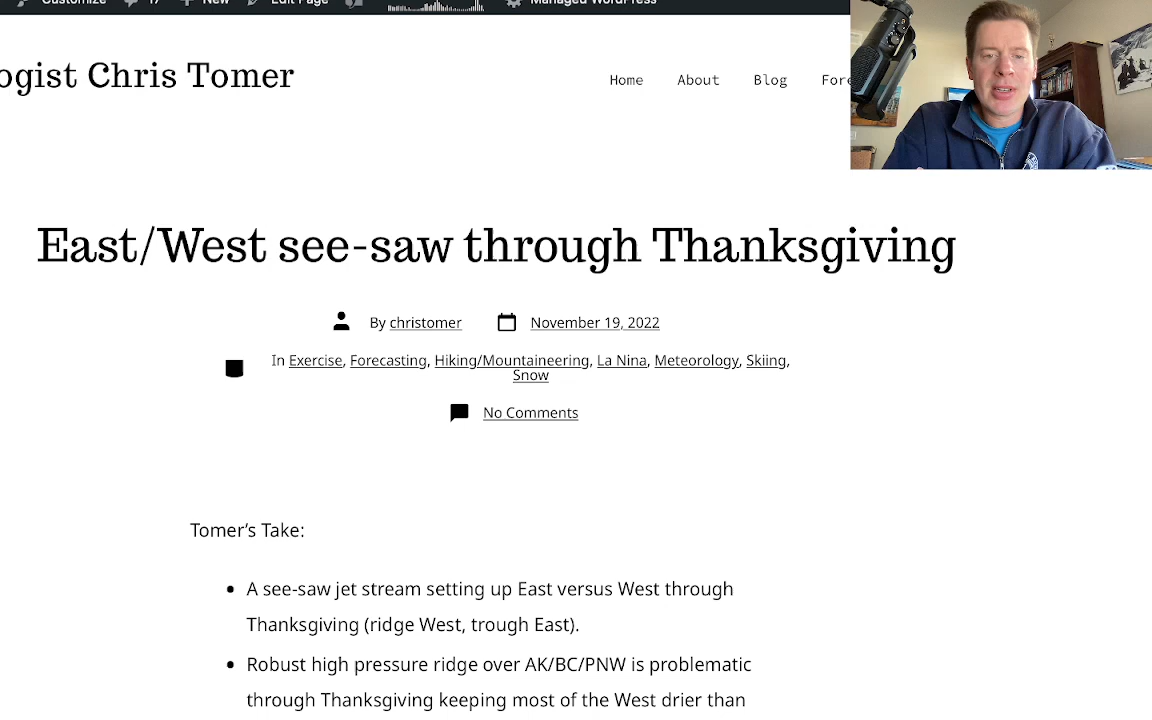 Customize 17 New Edit Page Managed WordPress
ogist Chris Tomer
Home About Blog Fore
East/West see-saw through Thanksgiving
By christomer November 19, 2022
In Exercise, Forecasting, Hiking/Mountaineering, La Nina, Meteorology, Skiing,
Snow
No Comments
Tomer's Take:
• A see-saw jet stream setting up East versus West through
Thanksgiving (ridge West, trough East).
• Robust high pressure ridge over AK/BC/PNW is problematic
through Thanksgiving keeping most of the West drier than